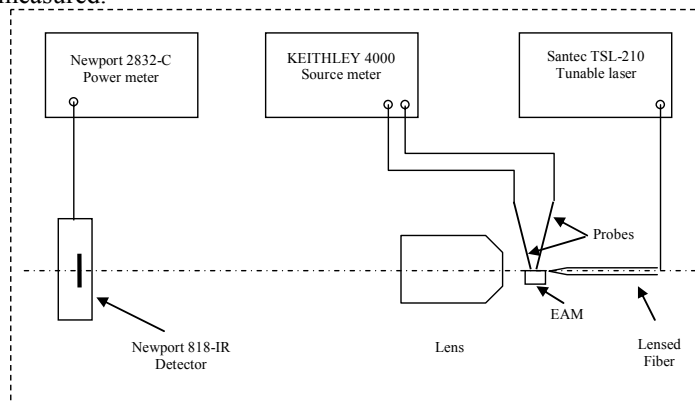 measured.
Newport 2832-C
Power meter
KEITHLEY 4000
Source meter
Santec TSL-210
Tunable laser
Probes
EAM
Newport 818-IR
Detector
Lens
Lensed
Fiber